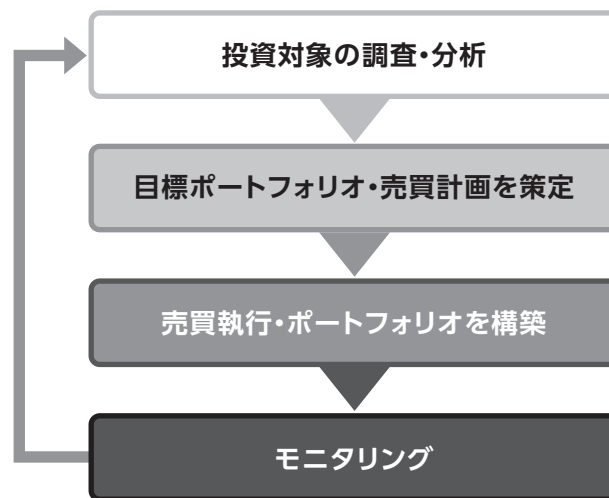 投資対象の調査・分析
目標ポートフォリオ・売買計画を策定
売買執行・ポートフォリオを構築
モニタリング